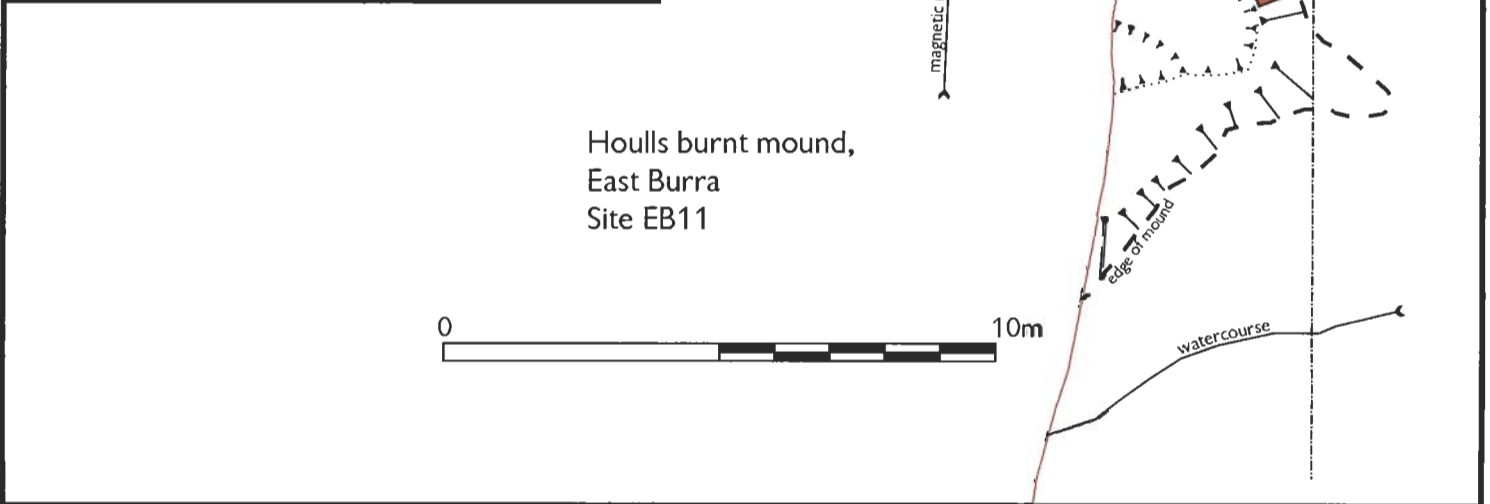 magnetic
Houlls burnt mound,
East Burra
Site EB11
edge of mound
0 10m
watercourse